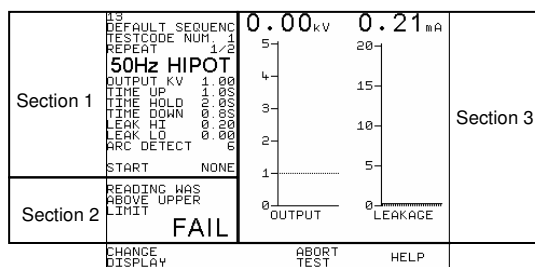 Section 1
13
DEFAULT SEQUENC
TESTCODE NUM. 1
REPEAT 1/2
50Hz HIPOT
OUTPUT KV 1.00
TIME UP 1.0S
TIME HOLD 2.0S
TIME DOWN 0.8S
LEAK HI 0.20
LEAK LO 0.00
ARC DETECT 6
START NONE
Section 2
READING WAS
ABOVE UPPER
LIMIT
FAIL
0.00kV 0.21mA
5
4
3
2
1
0
OUTPUT
20
15
10
5
0
LEAKAGE
Section 3
CHANGE
DISPLAY
ABORT
TEST
HELP